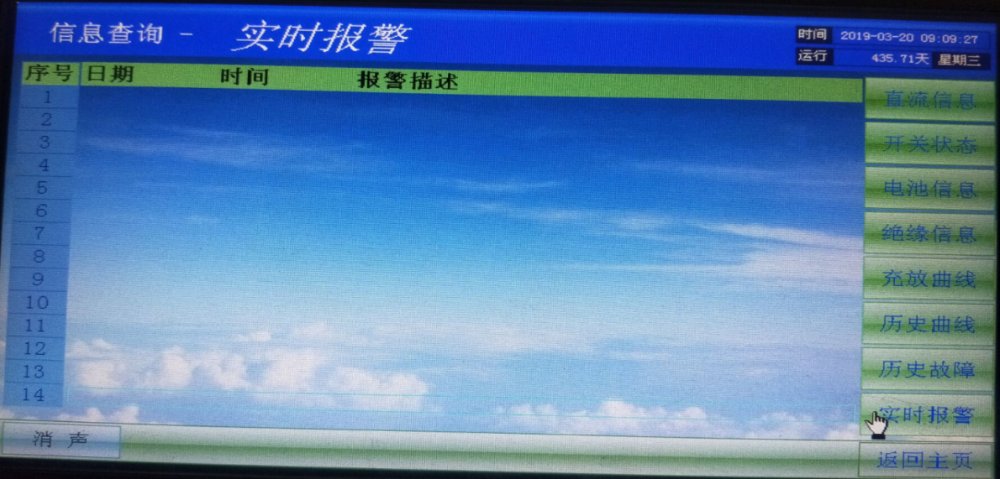 信息查询 - 实时报警
时间 2019-03-20 09:09:27
运行 435.71天 星期三
序号 日期 时间 报警描述
1
2
3
4
5
6
7
8
9
10
11
12
13
14
直流信息
开关状态
电池信息
绝缘信息
充放曲线
历史曲线
历史故障
实时报警
消声
返回主页